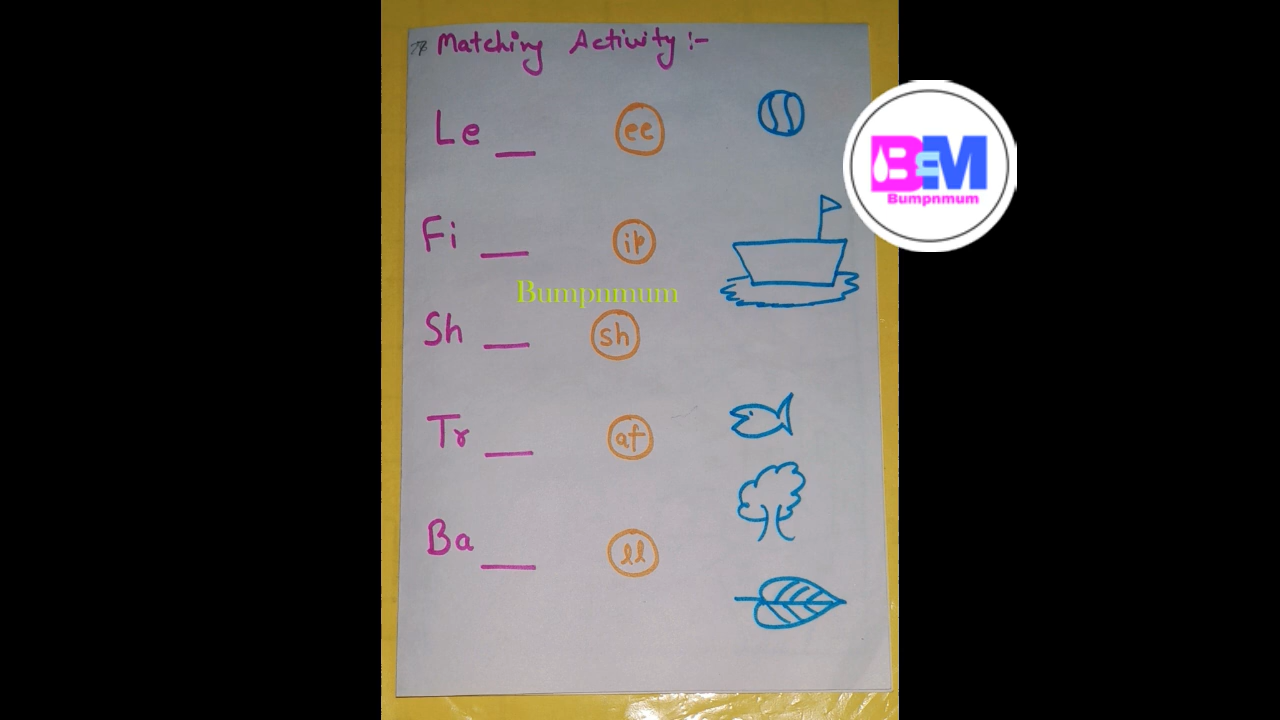 Matching Activity :-
Le __ ee
Fi __ ip
Bumpnmum
Sh __ sh
Tr __ af
Ba __ ll
B&M
Bumpnmum